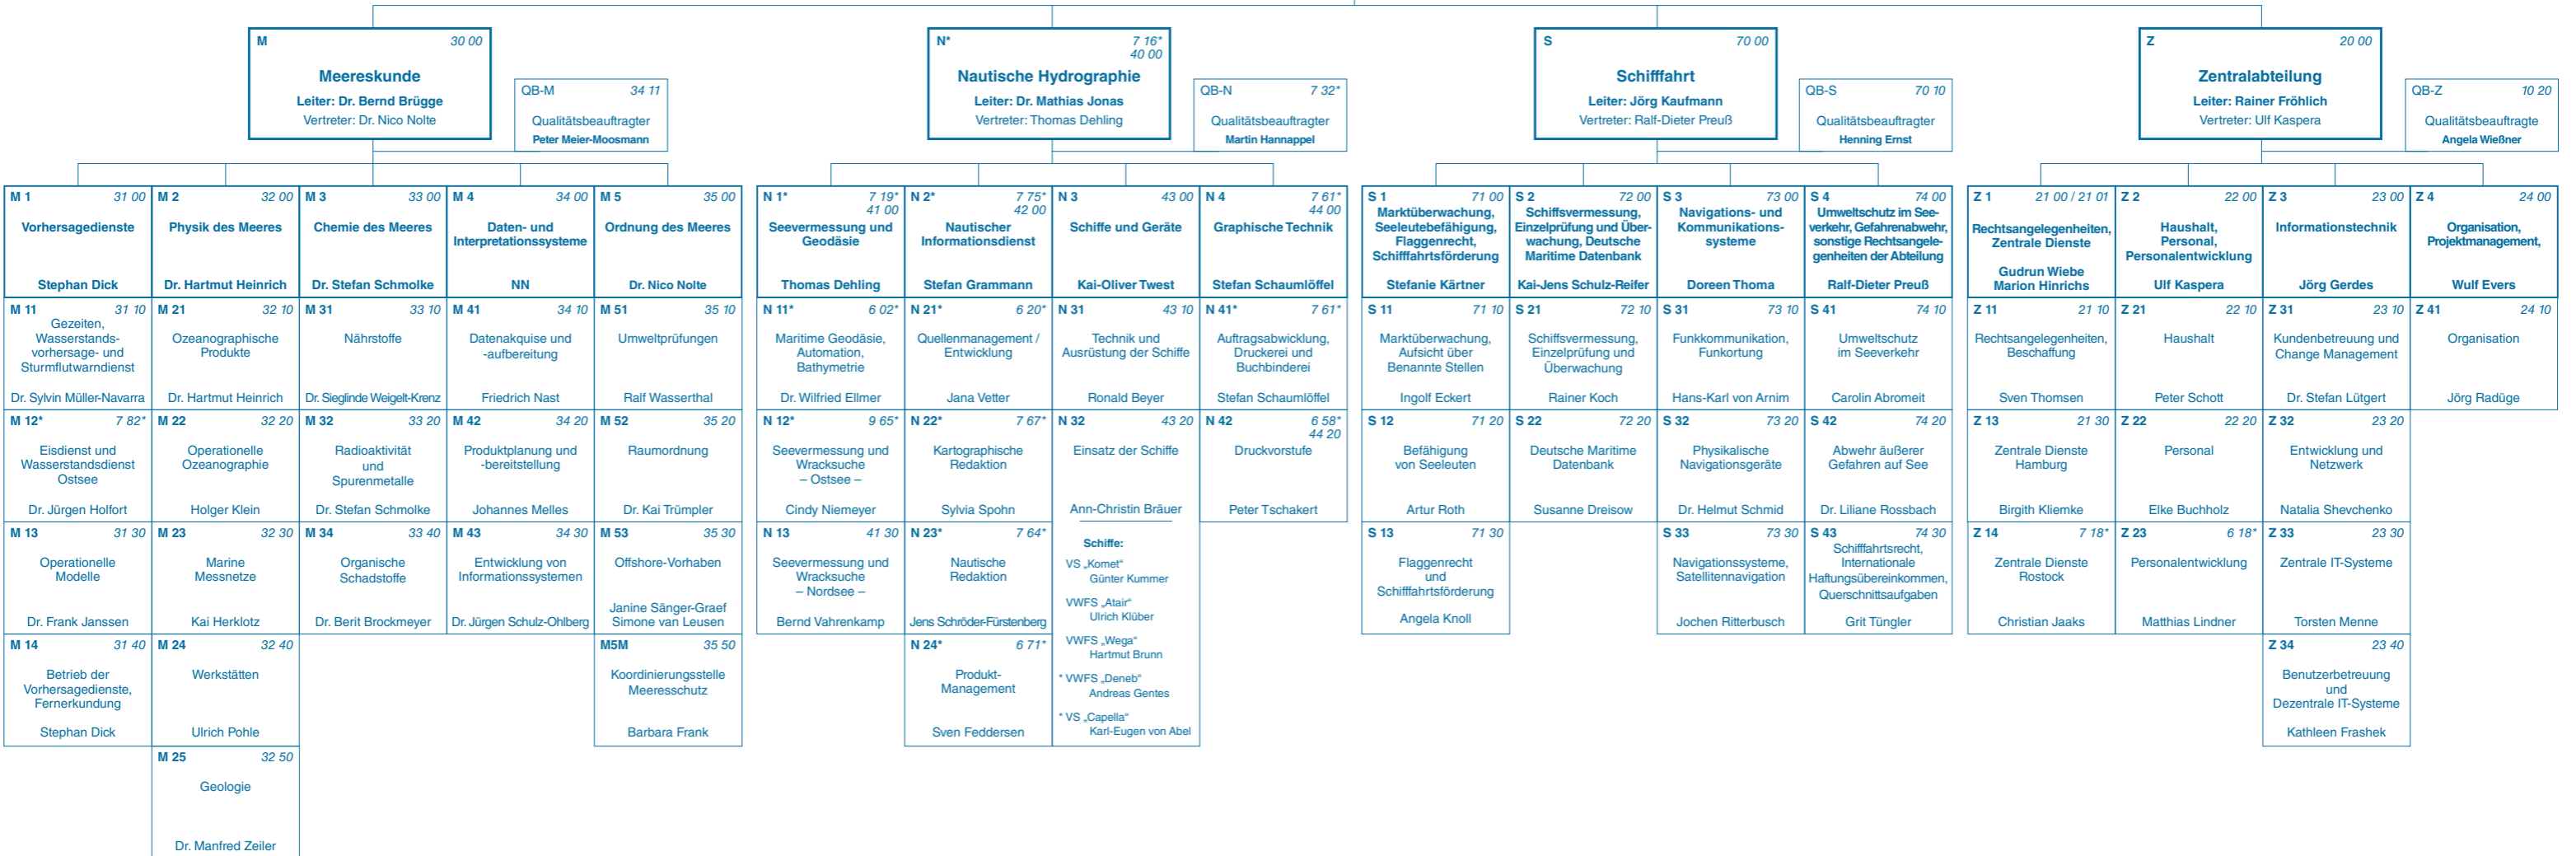 M 30 00
Meereskunde
Leiter: Dr. Bernd Brügge
Vertreter: Dr. Nico Nolte
QB-M 34 11
Qualitätsbeauftragter
Peter Meier-Moosmann
N* 7 16*
40 00
Nautische Hydrographie
Leiter: Dr. Mathias Jonas
Vertreter: Thomas Dehling
QB-N 7 32*
Qualitätsbeauftragter
Martin Hannappel
S 70 00
Schifffahrt
Leiter: Jörg Kaufmann
Vertreter: Ralf-Dieter Preuß
QB-S 70 10
Qualitätsbeauftragter
Henning Ernst
Z 20 00
Zentralabteilung
Leiter: Rainer Fröhlich
Vertreter: Ulf Kaspera
QB-Z 10 20
Qualitätsbeauftragte
Angela Wießner
M 1 31 00
Vorhersagedienste
Stephan Dick
M 11 31 10
Gezeiten,
Wasserstands-
vorhersage- und
Sturmflutwarndienst
Dr. Sylvin Müller-Navarra
M 12* 7 82*
Eisdienst und
Wasserstandsdienst
Ostsee
Dr. Jürgen Holfort
M 13 31 30
Operationelle
Modelle
Dr. Frank Janssen
M 14 31 40
Betrieb der
Vorhersagedienste,
Fernerkundung
Stephan Dick
M 2 32 00
Physik des Meeres
Dr. Hartmut Heinrich
M 21 32 10
Ozeanographische
Produkte
Dr. Hartmut Heinrich
M 22 32 20
Operationelle
Ozeanographie
Holger Klein
M 23 32 30
Marine
Messnetze
Kai Herklotz
M 24 32 40
Werkstätten
Ulrich Pohle
M 25 32 50
Geologie
Dr. Manfred Zeiler
M 3 33 00
Chemie des Meeres
Dr. Stefan Schmolke
M 31 33 10
Nährstoffe
Dr. Sieglinde Weigelt-Krenz
M 32 33 20
Radioaktivität
und
Spurenmetalle
Dr. Stefan Schmolke
M 34 33 40
Organische
Schadstoffe
Dr. Berit Brockmeyer
M 4 34 00
Daten- und
Interpretationssysteme
NN
M 41 34 10
Datenakquise und
-aufbereitung
Friedrich Nast
M 42 34 20
Produktplanung und
-bereitstellung
Johannes Melles
M 43 34 30
Entwicklung von
Informationssystemen
Dr. Jürgen Schulz-Ohlberg
M 5 35 00
Ordnung des Meeres
Dr. Nico Nolte
M 51 35 10
Umweltprüfungen
Ralf Wasserthal
M 52 35 20
Raumordnung
Dr. Kai Trümpler
M 53 35 30
Offshore-Vorhaben
Janine Sänger-Graef
Simone van Leusen
M5M 35 50
Koordinierungsstelle
Meeresschutz
Barbara Frank
N 1* 7 19*
41 00
Seevermessung und
Geodäsie
Thomas Dehling
N 11* 6 02*
Maritime Geodäsie,
Automation,
Bathymetrie
Dr. Wilfried Ellmer
N 12* 9 65*
Seevermessung und
Wracksuche
– Ostsee –
Cindy Niemeyer
N 13 41 30
Seevermessung und
Wracksuche
– Nordsee –
Bernd Vahrenkamp
N 2* 7 75*
42 00
Nautischer
Informationsdienst
Stefan Grammann
N 21* 6 20*
Quellenmanagement /
Entwicklung
Jana Vetter
N 22* 7 67*
Kartographische
Redaktion
Sylvia Spohn
N 23* 7 64*
Nautische
Redaktion
Jens Schröder-Fürstenberg
N 24* 6 71*
Produkt-
Management
Sven Feddersen
N 3 43 00
Schiffe und Geräte
Kai-Oliver Twest
N 31 43 10
Technik und
Ausrüstung der Schiffe
Ronald Beyer
N 32 43 20
Einsatz der Schiffe
Ann-Christin Bräuer
Schiffe:
VS „Komet“
Günter Kummer
VWFS „Atair“
Ulrich Klüber
VWFS „Wega“
Hartmut Brunn
* VWFS „Deneb“
Andreas Gentes
* VS „Capella“
Karl-Eugen von Abel
N 4 7 61*
44 00
Graphische Technik
Stefan Schaumlöffel
N 41* 7 61*
Auftragsabwicklung,
Druckerei und
Buchbinderei
Stefan Schaumlöffel
N 42 6 58*
44 20
Druckvorstufe
Peter Tschakert
S 1 71 00
Marktüberwachung,
Seeleutebefähigung,
Flaggenrecht,
Schifffahrtsförderung
Stefanie Kärtner
S 11 71 10
Marktüberwachung,
Aufsicht über
Benannte Stellen
Ingolf Eckert
S 12 71 20
Befähigung
von Seeleuten
Artur Roth
S 13 71 30
Flaggenrecht
und
Schifffahrtsförderung
Angela Knoll
S 2 72 00
Schiffsvermessung,
Einzelprüfung und Über-
wachung, Deutsche
Maritime Datenbank
Kai-Jens Schulz-Reifer
S 21 72 10
Schiffsvermessung,
Einzelprüfung und
Überwachung
Rainer Koch
S 22 72 20
Deutsche Maritime
Datenbank
Susanne Dreisow
S 3 73 00
Navigations- und
Kommunikations-
systeme
Doreen Thoma
S 31 73 10
Funkkommunikation,
Funkortung
Hans-Karl von Arnim
S 32 73 20
Physikalische
Navigationsgeräte
Dr. Helmut Schmid
S 33 73 30
Navigationssysteme,
Satellitennavigation
Jochen Ritterbusch
S 4 74 00
Umweltschutz im See-
verkehr, Gefahrenabwehr,
sonstige Rechtsangele-
genheiten der Abteilung
Ralf-Dieter Preuß
S 41 74 10
Umweltschutz
im Seeverkehr
Carolin Abromeit
S 42 74 20
Abwehr äußerer
Gefahren auf See
Dr. Liliane Rossbach
S 43 74 30
Schifffahrtsrecht,
Internationale
Haftungsübereinkommen,
Querschnittsaufgaben
Grit Tüngler
Z 1 21 00 / 21 01
Rechtsangelegenheiten,
Zentrale Dienste
Gudrun Wiebe
Marion Hinrichs
Z 11 21 10
Rechtsangelegenheiten,
Beschaffung
Sven Thomsen
Z 13 21 30
Zentrale Dienste
Hamburg
Birgith Kliemke
Z 14 7 18*
Zentrale Dienste
Rostock
Christian Jaaks
Z 2 22 00
Haushalt,
Personal,
Personalentwicklung
Ulf Kaspera
Z 21 22 10
Haushalt
Peter Schott
Z 22 22 20
Personal
Elke Buchholz
Z 23 6 18*
Personalentwicklung
Matthias Lindner
Z 3 23 00
Informationstechnik
Jörg Gerdes
Z 31 23 10
Kundenbetreuung und
Change Management
Dr. Stefan Lütgert
Z 32 23 20
Entwicklung und
Netzwerk
Natalia Shevchenko
Z 33 23 30
Zentrale IT-Systeme
Torsten Menne
Z 34 23 40
Benutzerbetreuung
und
Dezentrale IT-Systeme
Kathleen Frashek
Z 4 24 00
Organisation,
Projektmanagement,
Wulf Evers
Z 41 24 10
Organisation
Jörg Radüge